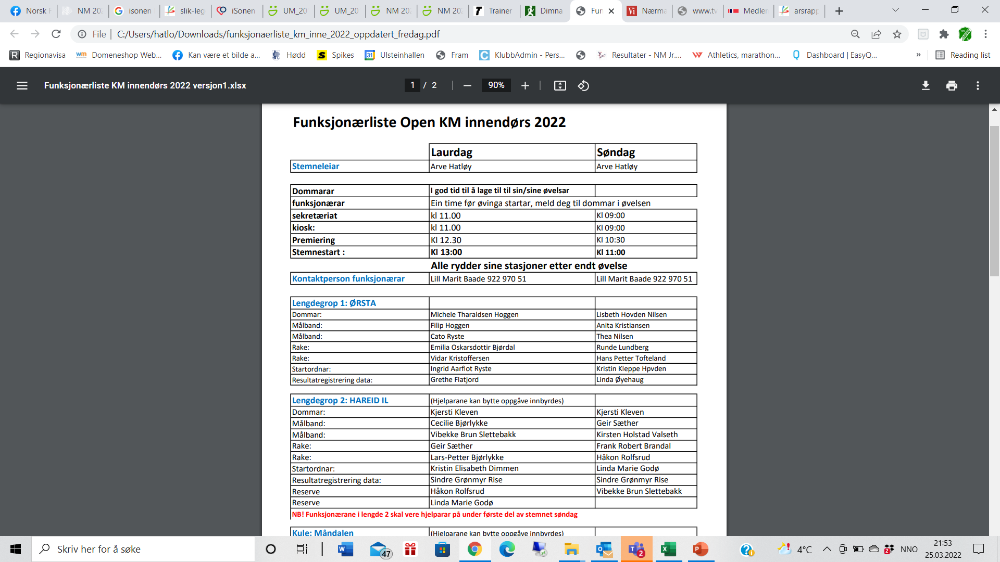 Norsk F
NM 202
isonen
slik-leg
iSonen
UM_20
UM_20
NM 202
NM 202
Trainer
Dimna
Fun
Nærma
www.tv
Medlem
arsrapp
File
C:/Users/hatlo/Downloads/funksjonaerliste_km_inne_2022_oppdatert_fredag.pdf
Regionavisa
Domeneshop Web...
Kan være et bilde a...
Hødd
Spikes
Ulsteinhallen
Fram
KlubbAdmin - Pers...
Resultater - NM Jr....
Athletics, marathon...
Dashboard | EasyQ...
»
Reading list
Funksjonærliste KM innendørs 2022 versjon1.xlsx
1 / 2
90%
Funksjonærliste Open KM innendørs 2022
Laurdag Søndag
Stemneleiar Arve Hatløy Arve Hatløy
Dommarar I god tid til å lage til til sin/sine øvelsar
funksjonærar Ein time før øvinga startar, meld deg til dommar i øvelsen
sekretæriat kl 11.00 Kl 09:00
kiosk: kl 11.00 Kl 09:00
Premiering Kl 12.30 Kl 10:30
Stemnestart : Kl 13:00 Kl 11:00
Alle rydder sine stasjoner etter endt øvelse
Kontaktperson funksjonærar Lill Marit Baade 922 970 51 Lill Marit Baade 922 970 51
Lengdegrop 1: ØRSTA
Dommar: Michele Tharaldsen Hoggen Lisbeth Hovden Nilsen
Målband: Filip Hoggen Anita Kristiansen
Målband: Cato Ryste Thea Nilsen
Rake: Emilia Oskarsdottir Bjørdal Runde Lundberg
Rake: Vidar Kristoffersen Hans Petter Tofteland
Startordnar: Ingrid Aarflot Ryste Kristin Kleppe Hpvden
Resultatregistrering data: Grethe Flatjord Linda Øyehaug
Lengdegrop 2: HAREID IL (Hjelparane kan bytte oppgåve innbyrdes)
Dommar: Kjersti Kleven Kjersti Kleven
Målband: Cecilie Bjørlykke Geir Sæther
Målband: Vibekke Brun Slettebakk Kirsten Holstad Valseth
Rake: Geir Sæther Frank Robert Brandal
Rake: Lars-Petter Bjørlykke Håkon Rolfsrud
Startordnar: Kristin Elisabeth Dimmen Linda Marie Godø
Resultatregistrering data: Sindre Grønmyr Rise Sindre Grønmyr Rise
Reserve Håkon Rolfsrud Vibekke Brun Slettebakk
Reserve Linda Marie Godø
NB! Funksjonærane i lengde 2 skal vere hjelparar på under første del av stemnet søndag
Kule: Måndalen (Hjelparane kan bytte oppgåve innbyrdes)
Skriv her for å søke
47
2
4°C
2
NNO
21:53
25.03.2022